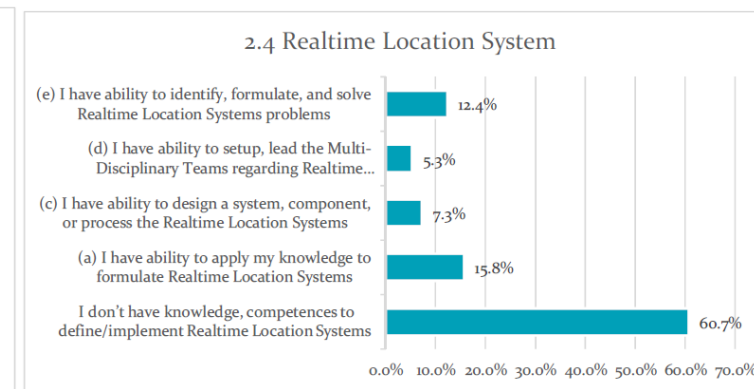 2.4 Realtime Location System
(e) I have ability to identify, formulate, and solve
Realtime Location Systems problems
12.4%
(d) I have ability to setup, lead the Multi-
Disciplinary Teams regarding Realtime...
5.3%
(c) I have ability to design a system, component,
or process the Realtime Location Systems
7.3%
(a) I have ability to apply my knowledge to
formulate Realtime Location Systems
15.8%
I don't have knowledge, competences to
define/implement Realtime Location Systems
60.7%
0.0% 10.0% 20.0% 30.0% 40.0% 50.0% 60.0% 70.0%